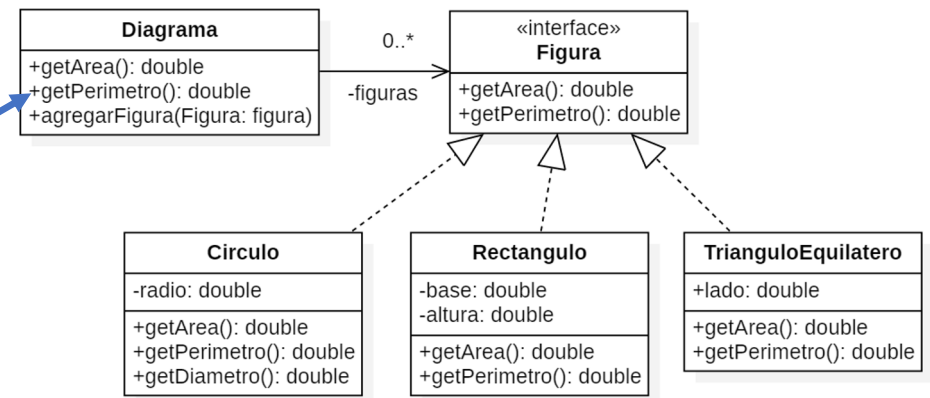 Diagrama
+getArea(): double
+getPerimetro(): double
+agregarFigura(Figura: figura)
0..*
-figuras
«interface»
Figura
+getArea(): double
+getPerimetro(): double
Circulo
-radio: double
+getArea(): double
+getPerimetro(): double
+getDiametro(): double
Rectangulo
-base: double
-altura: double
+getArea(): double
+getPerimetro(): double
TrianguloEquilatero
+lado: double
+getArea(): double
+getPerimetro(): double